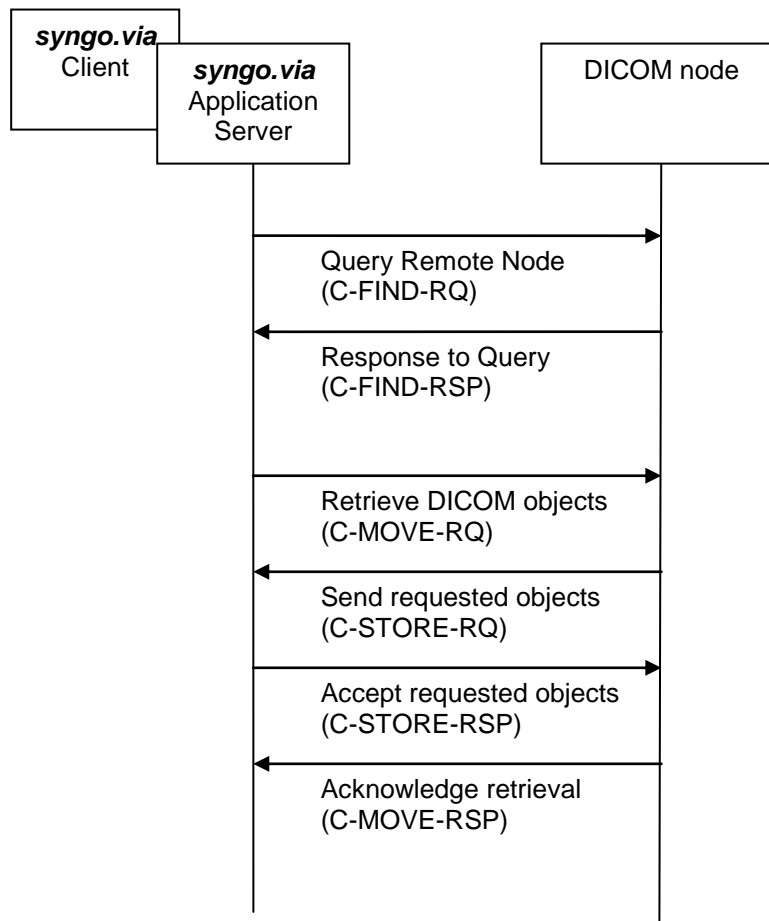 syngo.via
Client
syngo.via
Application
Server
DICOM node
Query Remote Node
(C-FIND-RQ)
Response to Query
(C-FIND-RSP)
Retrieve DICOM objects
(C-MOVE-RQ)
Send requested objects
(C-STORE-RQ)
Accept requested objects
(C-STORE-RSP)
Acknowledge retrieval
(C-MOVE-RSP)